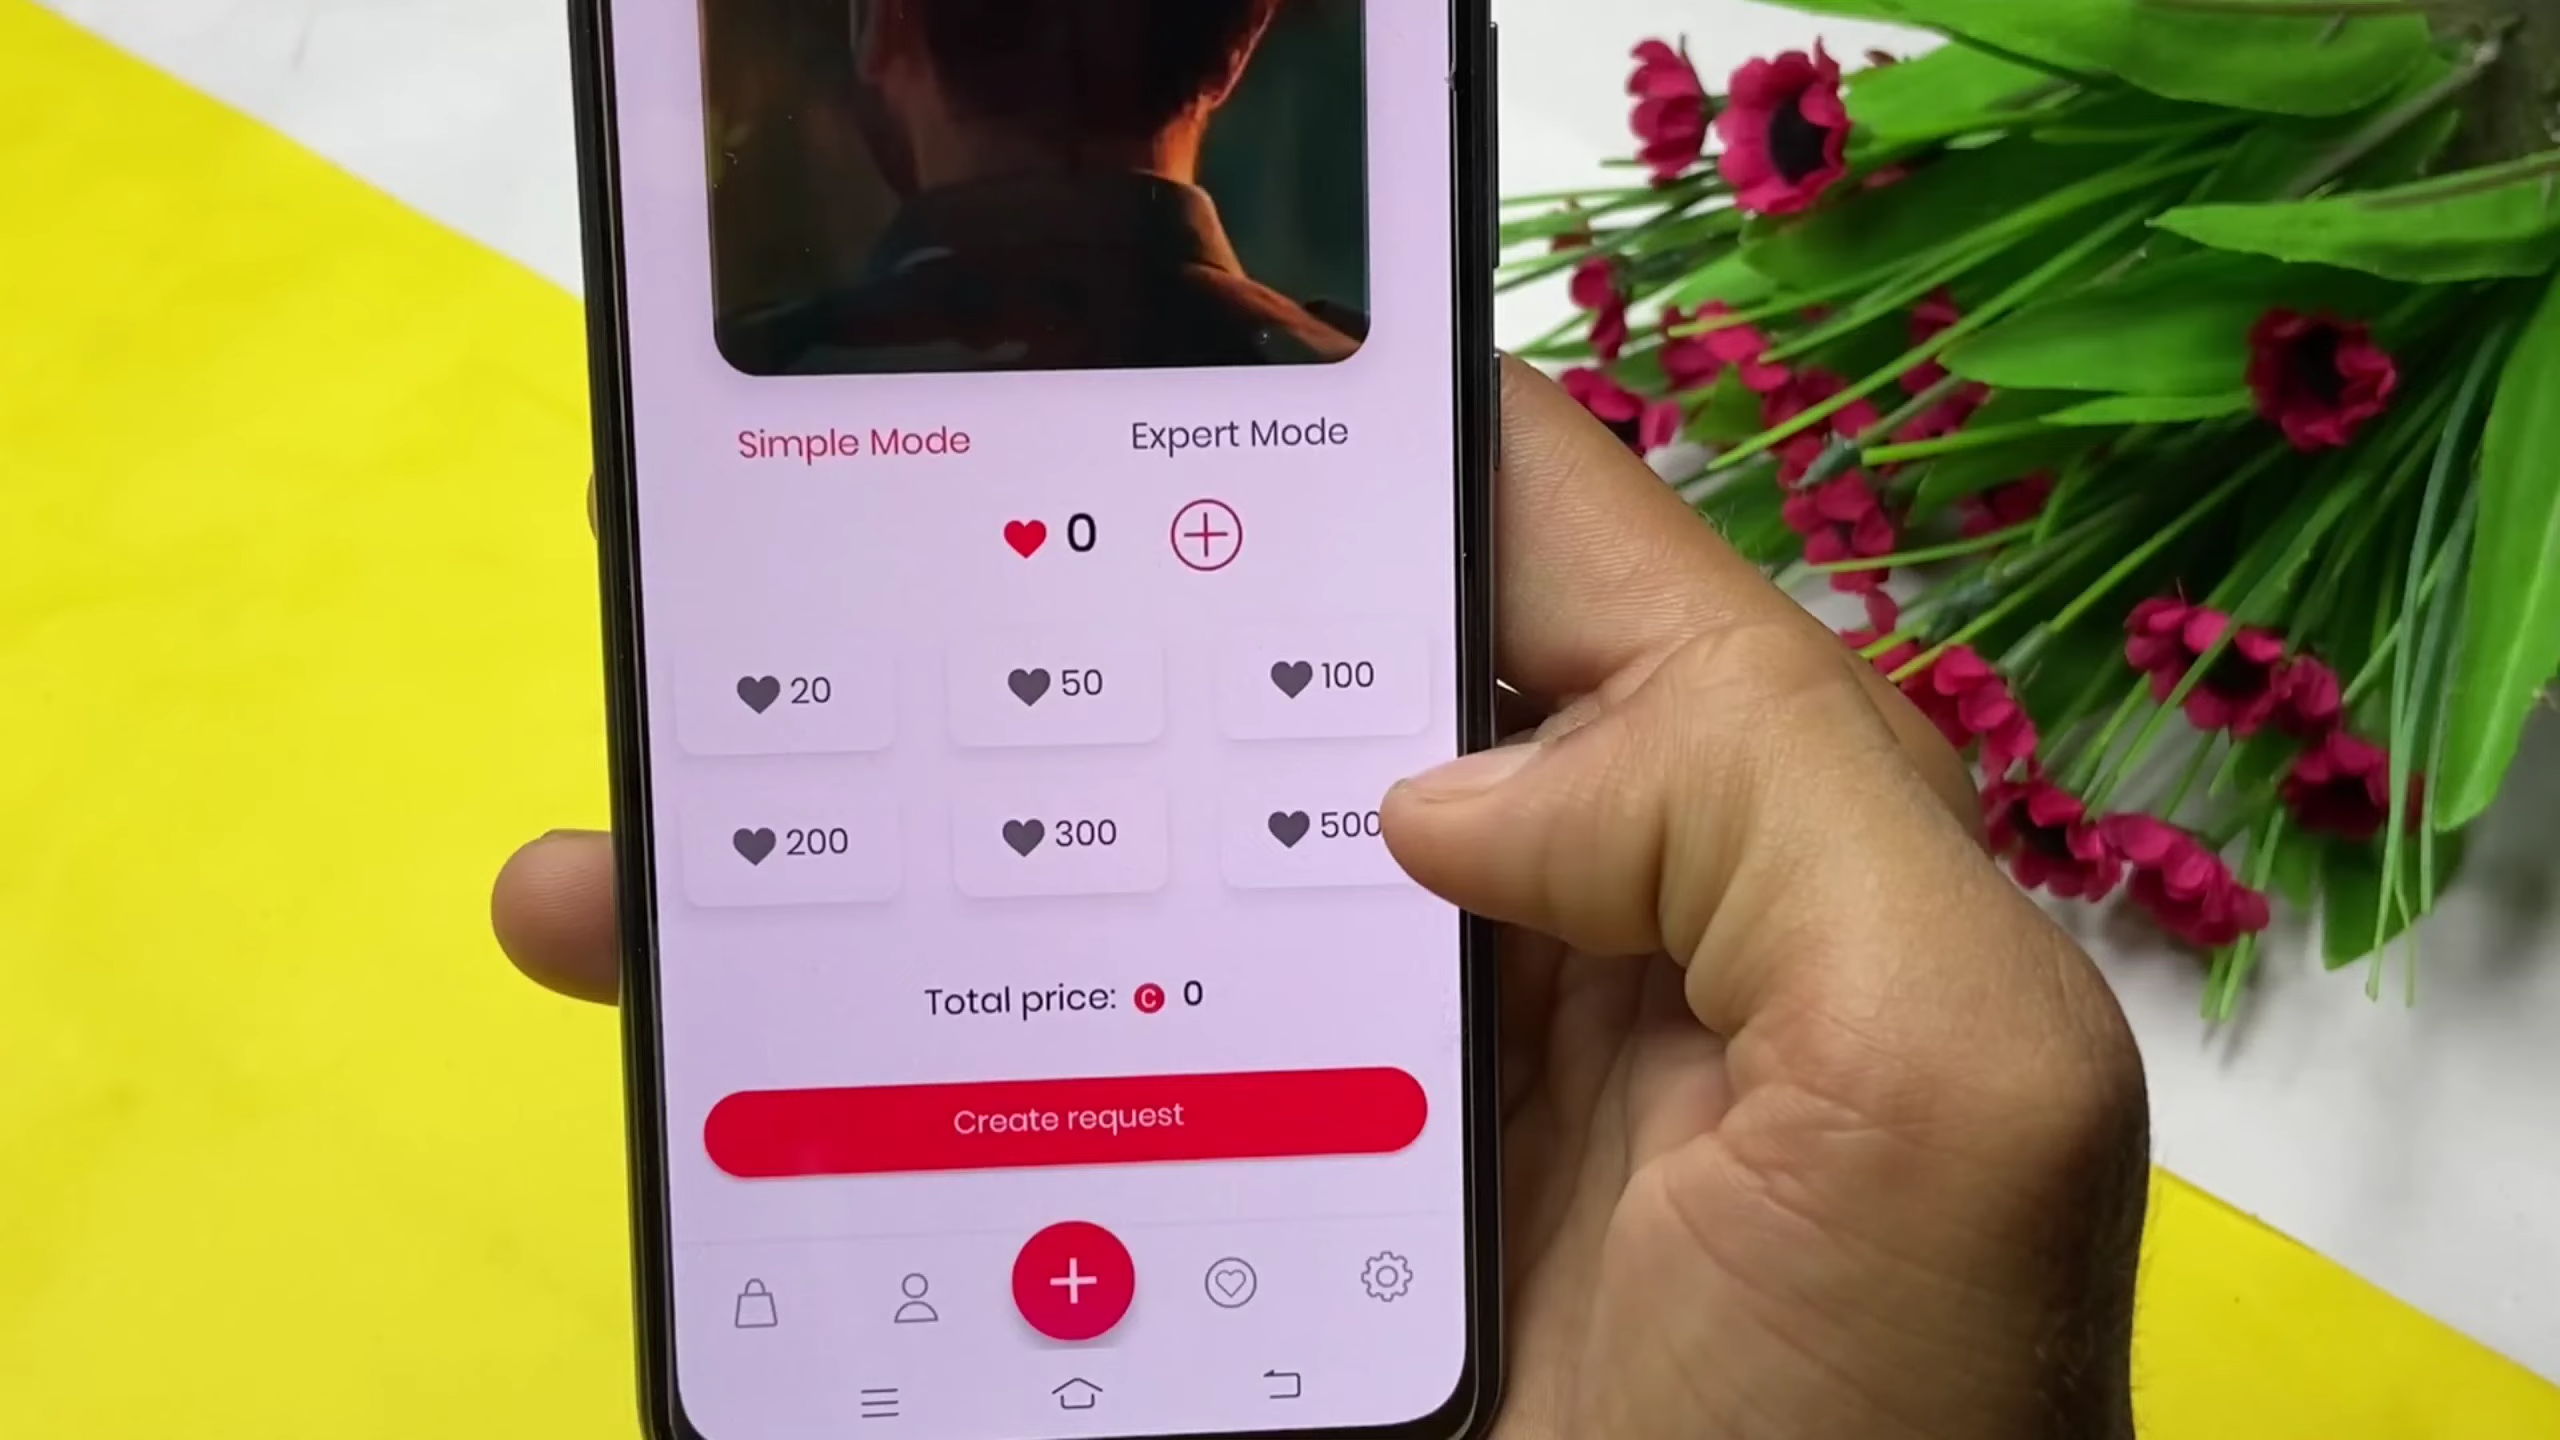 Simple Mode Expert Mode
0
20 50 100
200 300 500
Total price: C 0
Create request